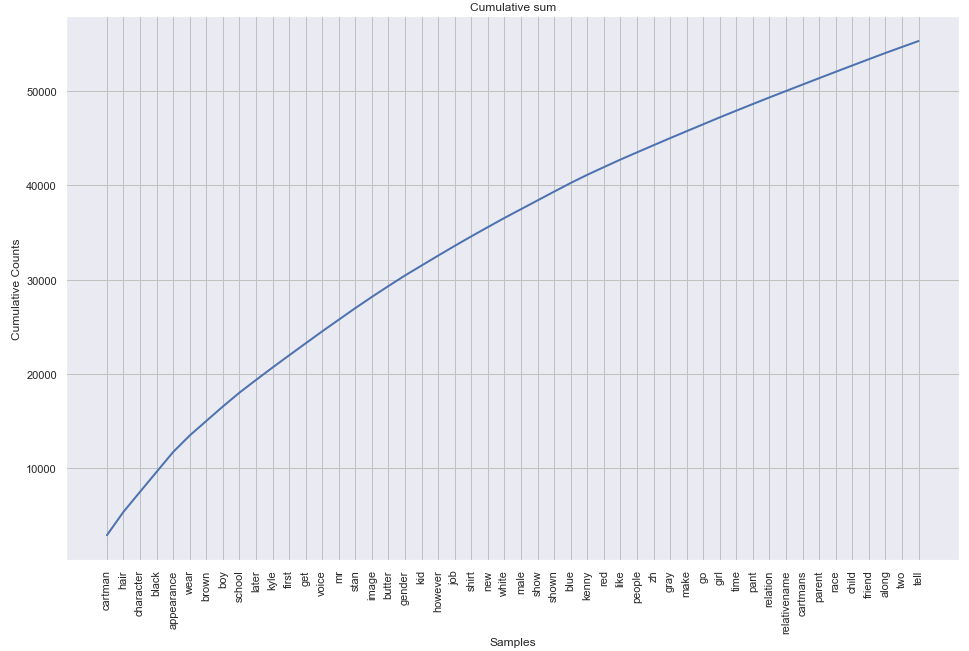 Cumulative sum
50000
40000
30000
20000
10000
Cumulative Counts
cartman
hair
character
black
appearance
wear
brown
boy
school
later
kyle
first
get
voice
mr
stan
image
butter
gender
kid
however
job
shirt
new
white
male
show
shown
blue
kenny
red
like
people
zh
gray
make
go
girl
time
pant
relation
relativename
cartmans
parent
race
child
friend
along
two
tell
Samples